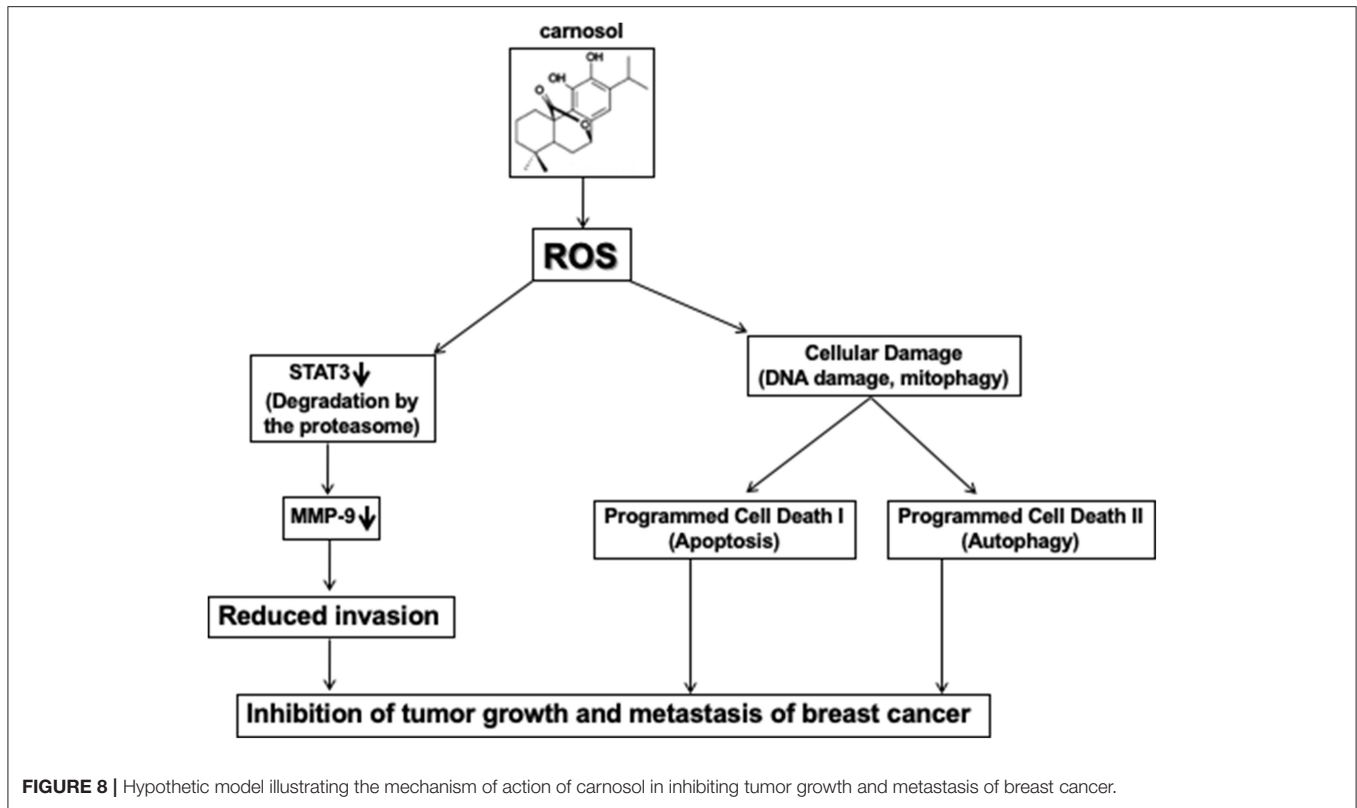 carnosol
OH
OH
O
O
ROS
STAT3↓
(Degradation by
the proteasome)
Cellular Damage
(DNA damage, mitophagy)
MMP-9↓
Programmed Cell Death I
(Apoptosis)
Programmed Cell Death II
(Autophagy)
Reduced invasion
Inhibition of tumor growth and metastasis of breast cancer
FIGURE 8 | Hypothetic model illustrating the mechanism of action of carnosol in inhibiting tumor growth and metastasis of breast cancer.